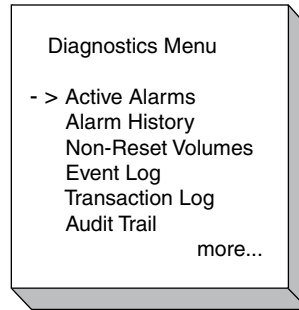 Diagnostics Menu
- > Active Alarms
Alarm History
Non-Reset Volumes
Event Log
Transaction Log
Audit Trail
more...